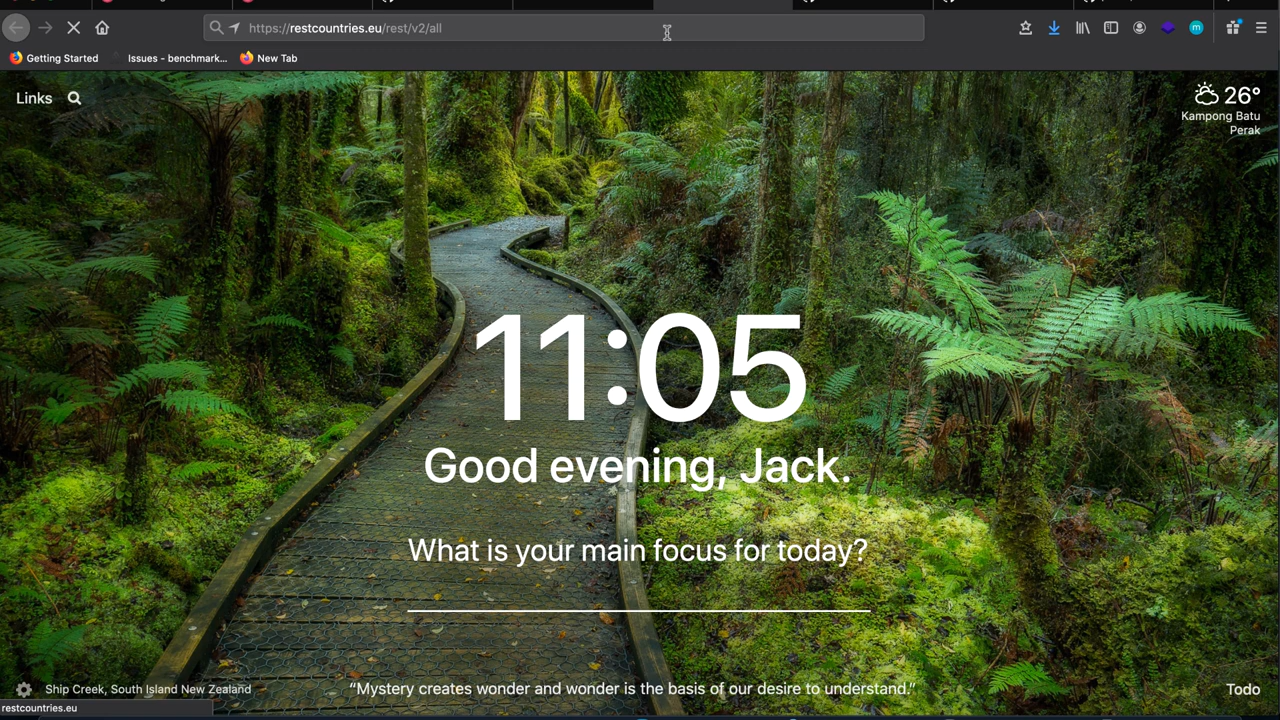 https://restcountries.eu/rest/v2/all
m
Getting Started
Issues - benchmark...
New Tab
Links
26°
Kampong Batu
Perak
11:05
Good evening, Jack.
What is your main focus for today?
Ship Creek, South Island New Zealand
“Mystery creates wonder and wonder is the basis of our desire to understand.”
Todo
restcountries.eu